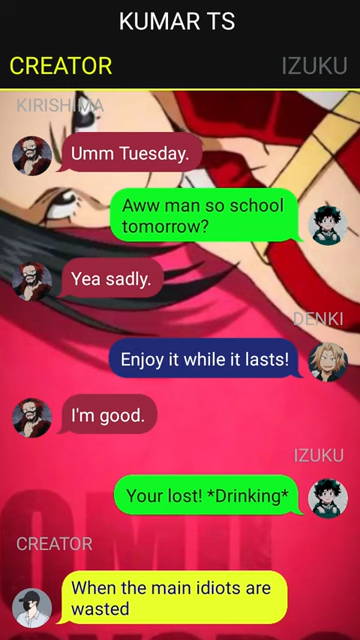 KUMAR TS
CREATOR
IZUKU
KIRISHIMA
Umm Tuesday.
Aww man so school
tomorrow?
Yea sadly.
DENKI
Enjoy it while it lasts!
I'm good.
IZUKU
Your lost! *Drinking*
CREATOR
When the main idiots are
wasted